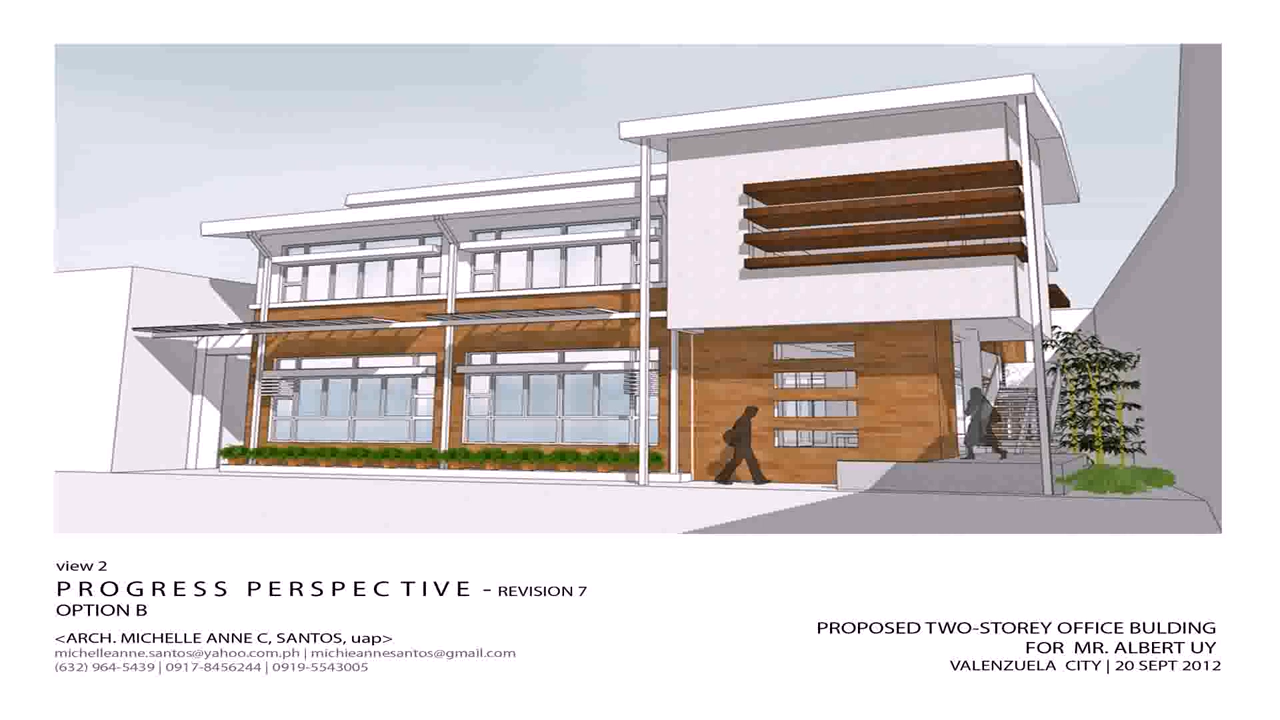 view 2
PROGRESS PERSPECTIVE - REVISION 7
OPTION B
<ARCH. MICHELLE ANNE C, SANTOS, uap>
michelleanne.santos@yahoo.com.ph | michieannesantos@gmail.com
(632) 964-5439 | 0917-8456244 | 0919-5543005
PROPOSED TWO-STOREY OFFICE BULDING
FOR MR. ALBERT UY
VALENZUELA CITY | 20 SEPT 2012